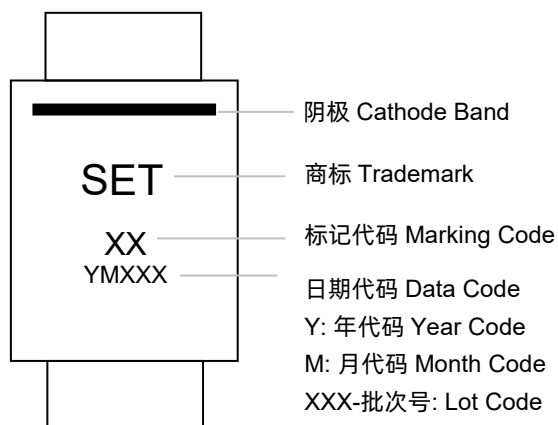 阴极 Cathode Band
SET
商标 Trademark
XX
标记代码 Marking Code
YMXXX
日期代码 Data Code
Y: 年代码 Year Code
M: 月代码 Month Code
XXX-批次号: Lot Code